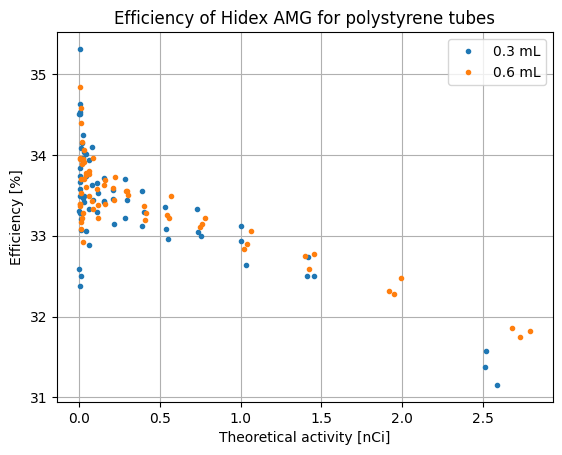 Efficiency of Hidex AMG for polystyrene tubes
0.3 mL
0.6 mL
Efficiency [%]
35
34
33
32
31
0.0 0.5 1.0 1.5 2.0 2.5
Theoretical activity [nCi]